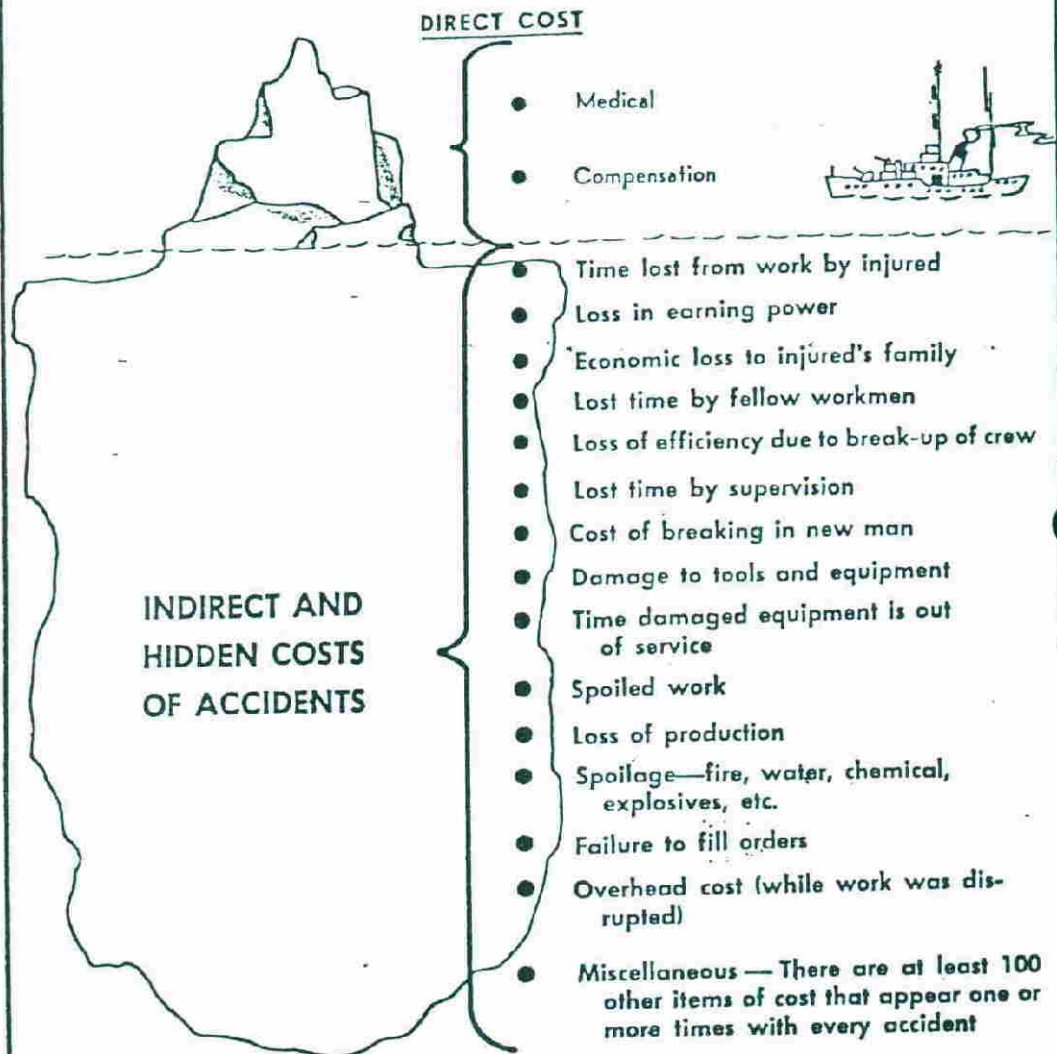 DIRECT COST
● Medical
● Compensation
● Time lost from work by injured
● Loss in earning power
● Economic loss to injured's family
● Lost time by fellow workmen
● Loss of efficiency due to break-up of crew
● Lost time by supervision
● Cost of breaking in new man
● Damage to tools and equipment
● Time damaged equipment is out
of service
● Spoiled work
● Loss of production
● Spoilage—fire, water, chemical,
explosives, etc.
● Failure to fill orders
● Overhead cost (while work was dis-
rupted)
● Miscellaneous — There are at least 100
other items of cost that appear one or
more times with every accident
INDIRECT AND
HIDDEN COSTS
OF ACCIDENTS